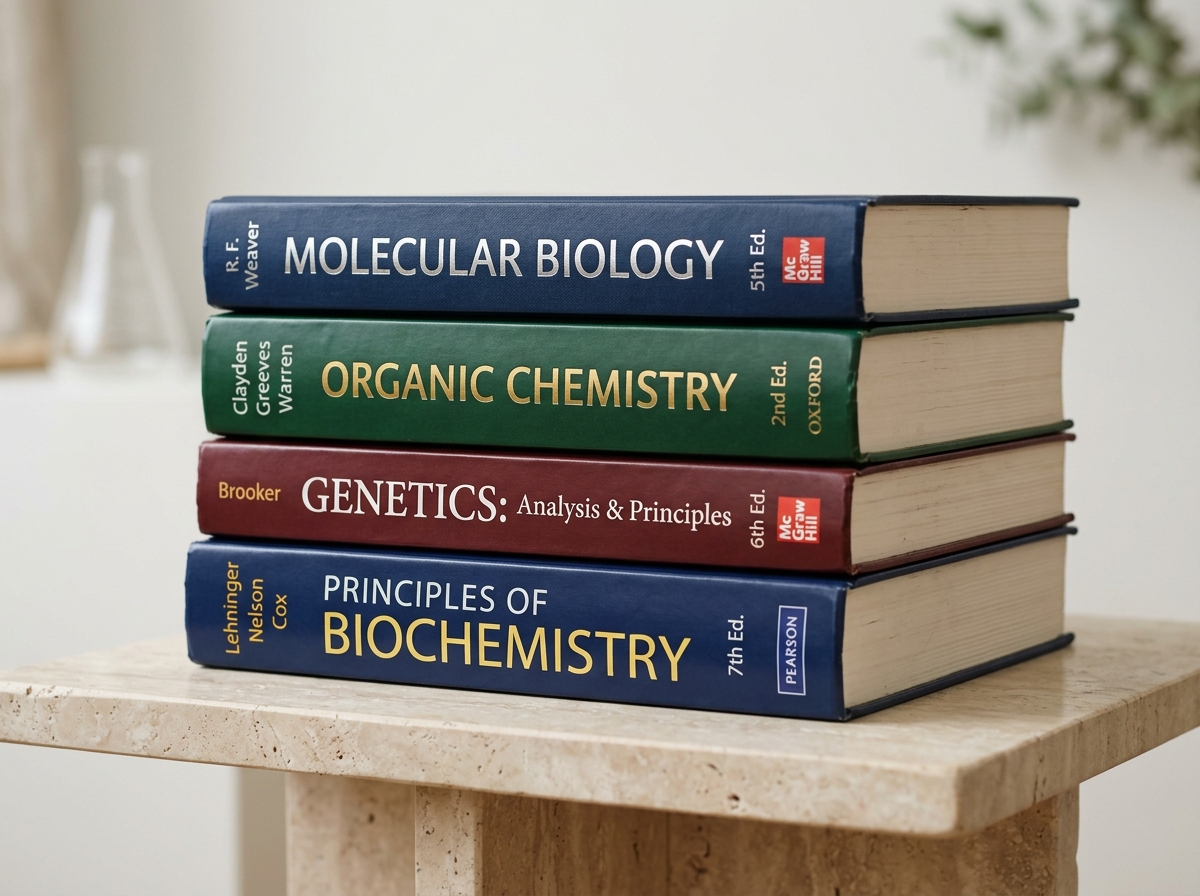 R. F.
Weaver
MOLECULAR BIOLOGY
5th Ed.
Mc
Graw
Hill
Clayden
Greeves
Warren
ORGANIC CHEMISTRY
2nd Ed.
OXFORD
Brooker
GENETICS: Analysis & Principles
6th Ed.
Mc
Graw
Hill
Lehninger
Nelson
Cox
PRINCIPLES OF
BIOCHEMISTRY
7th Ed.
PEARSON